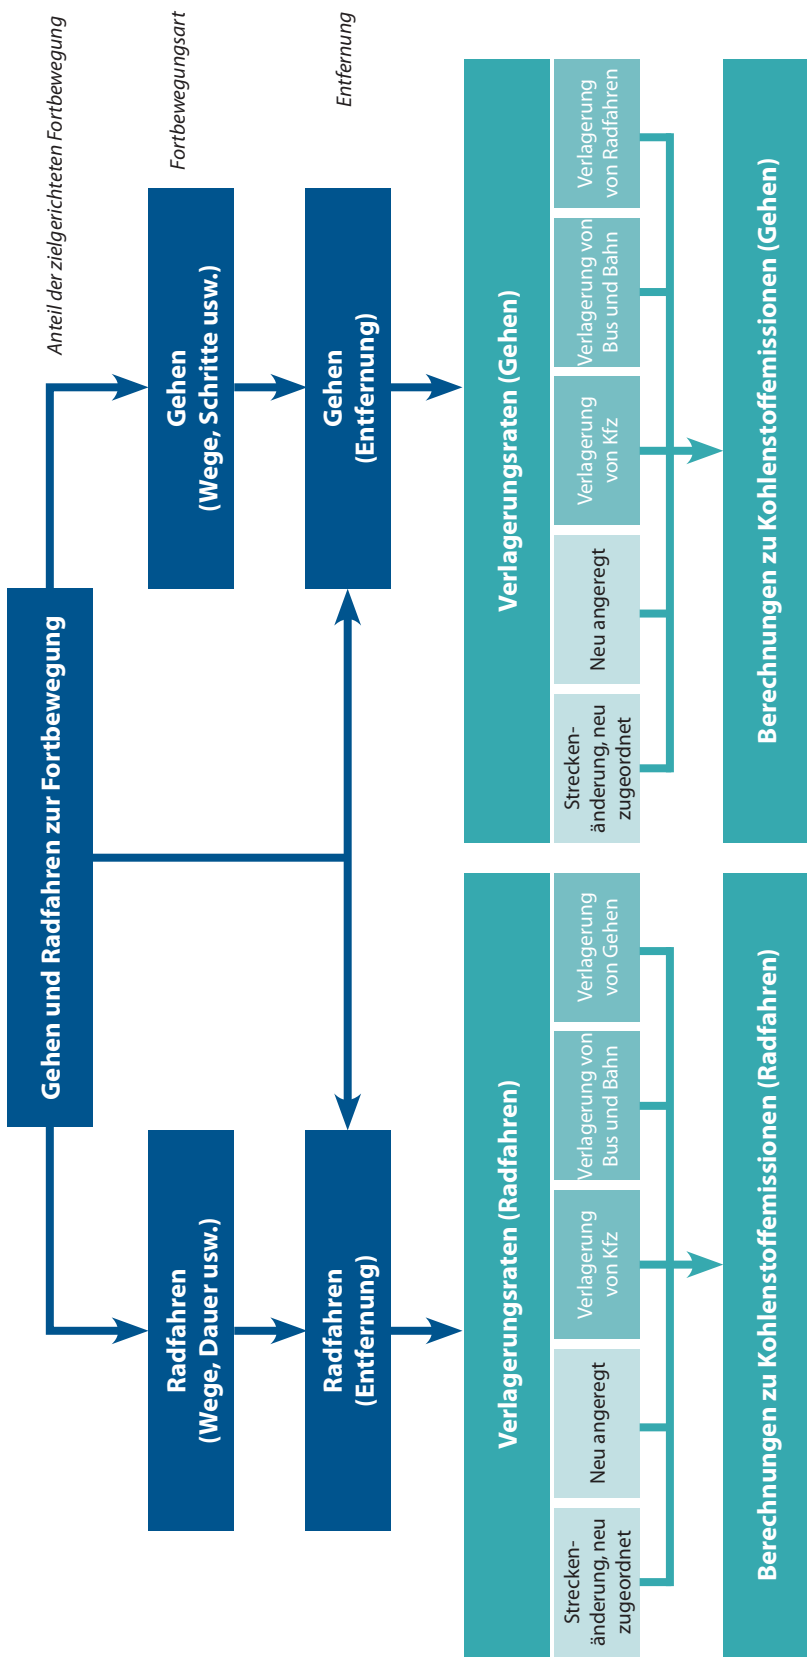 Gehen und Radfahren zur Fortbewegung
Anteil der zielgerichteten Fortbewegung
Radfahren
(Wege, Dauer usw.)
Gehen
(Wege, Schritte usw.)
Fortbewegungsart
Radfahren
(Entfernung)
Gehen
(Entfernung)
Entfernung
Verlagerungsraten (Radfahren)
Strecken-
änderung, neu
zugeordnet
Neu angeregt
Verlagerung
von Kfz
Verlagerung von
Bus und Bahn
Verlagerung
von Gehen
Berechnungen zu Kohlenstoffemissionen (Radfahren)
Verlagerungsraten (Gehen)
Strecken-
änderung, neu
zugeordnet
Neu angeregt
Verlagerung
von Kfz
Verlagerung von
Bus und Bahn
Verlagerung
von Radfahren
Berechnungen zu Kohlenstoffemissionen (Gehen)